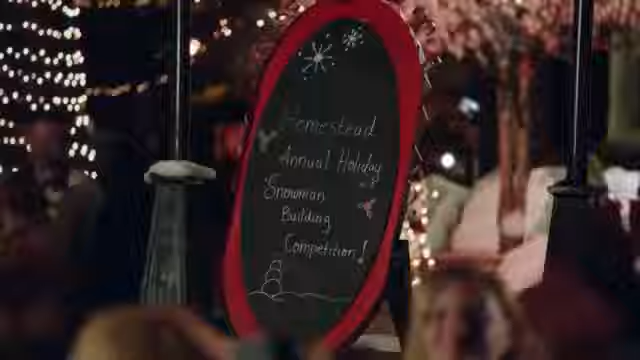 Homestead
Annual Holiday
Snowman
Building
Competition!